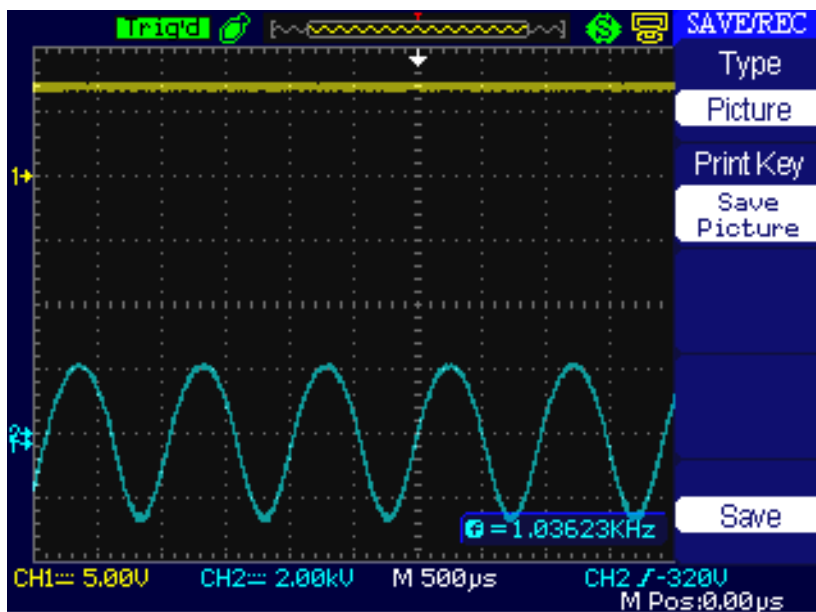 Trig'd T S SAVE/REC
Type
Picture
Print Key
Save
Picture
1
2
f=1.03623KHz
Save
CH1 5.00V CH2 2.00kV M 500µs CH2 -320V
M Pos:0.00µs